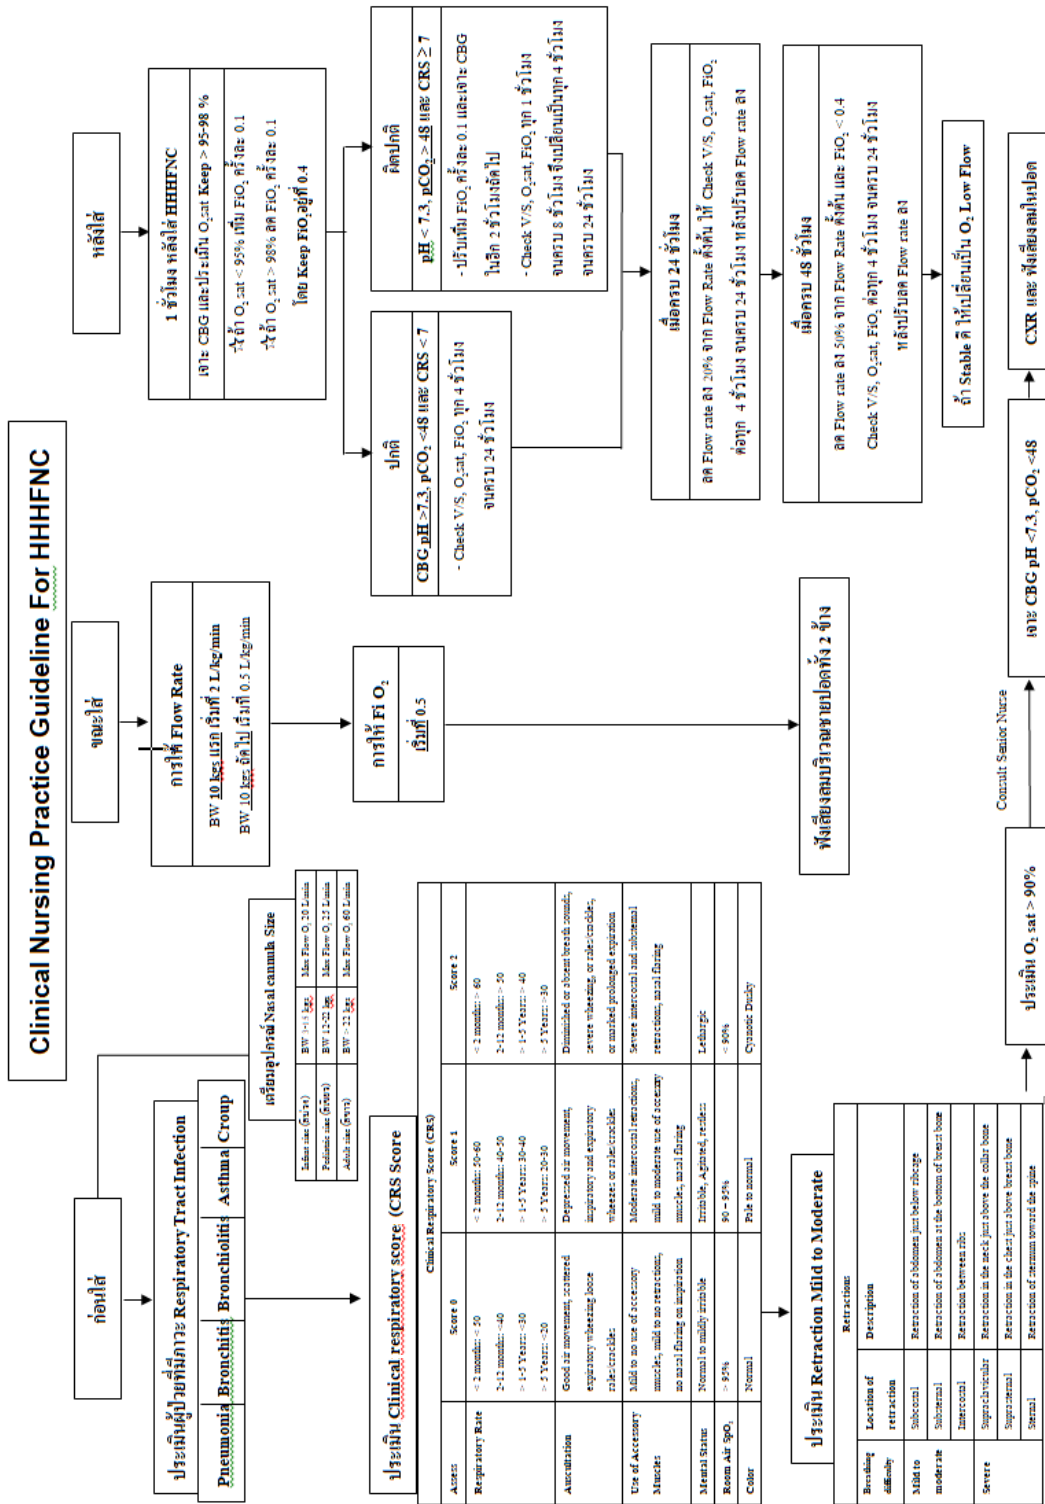 Clinical Nursing Practice Guideline For HHHFNC
ก่อนใส่
ประเมินผู้ป่วยที่มีภาวะ Respiratory Tract Infection
Pneumonia Bronchitis Bronchiolitis Asthma Croup
เตรียมอุปกรณ์ Nasal cannula Size
Infant size (สีม่วง) BW 3-15 kgs Max Flow O2 20 L/min
Pediatric size (สีเขียว) BW 12-22 kgs Max Flow O2 25 L/min
Adult size (สีขาว) BW > 22 kgs Max Flow O2 60 L/min
ประเมิน Clinical respiratory score (CRS Score
Clinical Respiratory Score (CRS)
Assess Score 0 Score 1 Score 2
Respiratory Rate < 2 months: < 50 < 2 months: 50-60 < 2 months: > 60
2-12 months: <40 2-12 months: 40-50 2-12 months: > 50
> 1-5 Years: <30 > 1-5 Years: 30-40 > 1-5 Years: > 40
> 5 Years: <20 > 5 Years: 20-30 > 5 Years: >30
Auscultation Good air movement, scattered Depressed air movement, Diminished or absent breath sounds,
expiratory wheezing loose inspiratory and expiratory severe wheezing, or rales/crackles,
rales/crackles wheezes or rales/crackles or marked prolonged expiration
Use of Accessory Mild to no use of accessory Moderate intercostal retractions, Severe intercostal and substernal
Muscles muscles, mild to no retractions, mild to moderate use of accessory retractions, nasal flaring
no nasal flaring on inspiration muscles, nasal flaring
Mental Status Normal to mildly irritable Irritable, Agitated, restless Lethargic
Room Air SpO2 > 95% 90 – 95% < 90%
Color Normal Pale to normal Cyanotic Dusky
ประเมิน Retraction Mild to Moderate
Retractions
Breathing Location of Description
difficulty retraction
Mild to Subcostal Retraction of abdomen just below ribcage
moderate Substernal Retraction of abdomen at the bottom of breast bone
Intercostal Retraction between ribs
Severe Supraclavicular Retraction in the neck just above the collar bone
Suprasternal Retraction in the chest just above breast bone
Sternal Retraction of sternum toward the spine
ประเมิน O2 sat > 90%
Consult Senior Nurse
เจาะ CBG pH <7.3, pCO2 <48
CXR และ ฟังเสียงลมในปอด
ขณะใส่
การให้ Flow Rate
BW 10 kgs แรก เริ่มที่ 2 L/kg/min
BW 10 kgs ถัดไป เริ่มที่ 0.5 L/kg/min
การให้ Fi O2
เริ่มที่ 0.5
ฟังเสียงลมบริเวณชายปอดทั้ง 2 ข้าง
หลังใส่
1 ชั่วโมง หลังใส่ HHHFNC
เจาะ CBG และประเมิน O2sat Keep > 95-98 %
☆ถ้า O2 sat < 95% เพิ่ม FiO2 ครั้งละ 0.1
☆ถ้า O2 sat > 98% ลด FiO2 ครั้งละ 0.1
โดย Keep FiO2อยู่ที่ 0.4
ปกติ
CBG pH >7.3, pCO2 <48 และ CRS < 7
- Check V/S, O2sat, FiO2 ทุก 4 ชั่วโมง
จนครบ 24 ชั่วโมง
ผิดปกติ
pH < 7.3, pCO2 > 48 และ CRS ≥ 7
- ปรับเพิ่ม FiO2 ครั้งละ 0.1 และเจาะ CBG
ในอีก 2 ชั่วโมงถัดไป
- Check V/S, O2sat, FiO2 ทุก 1 ชั่วโมง
จนครบ 8 ชั่วโมง จึงเปลี่ยนเป็นทุก 4 ชั่วโมง
จนครบ 24 ชั่วโมง
เมื่อครบ 24 ชั่วโมง
ลด Flow rate ลง 20% จาก Flow Rate ตั้งต้น ให้ Check V/S, O2sat, FiO2
ต่อทุก 4 ชั่วโมง จนครบ 24 ชั่วโมง หลังปรับลด Flow rate ลง
เมื่อครบ 48 ชั่วโมง
ลด Flow rate ลง 50% จาก Flow Rate ตั้งต้น และ FiO2 < 0.4
Check V/S, O2sat, FiO2 ต่อทุก 4 ชั่วโมง จนครบ 24 ชั่วโมง
หลังปรับลด Flow rate ลง
ถ้า Stable ดี ให้เปลี่ยนเป็น O2 Low Flow